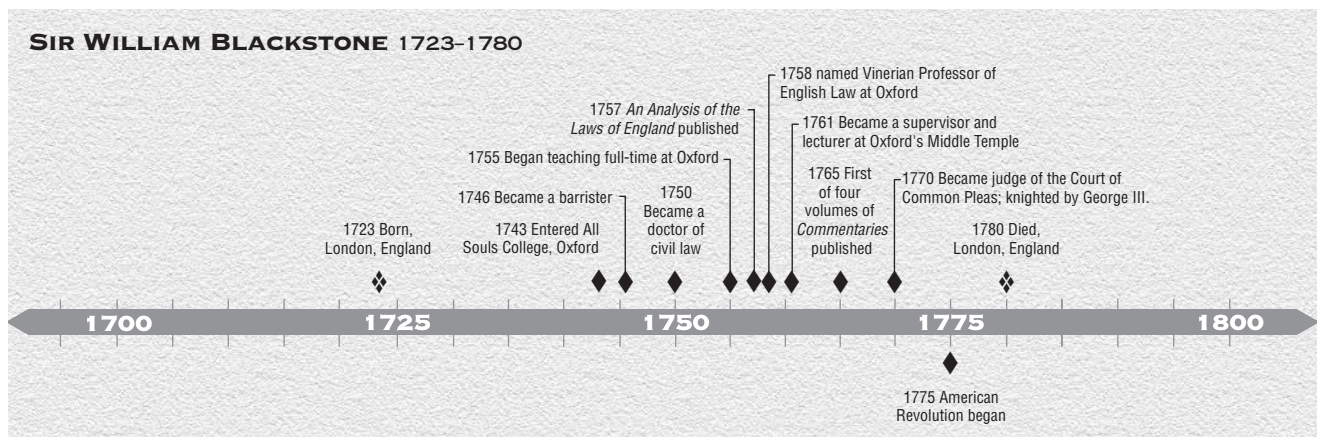 SIR WILLIAM BLACKSTONE 1723–1780
1723 Born,
London, England
1743 Entered All
Souls College, Oxford
1746 Became a barrister
1750
Became a
doctor of
civil law
1755 Began teaching full-time at Oxford
1757 An Analysis of the
Laws of England published
1758 named Vinerian Professor of
English Law at Oxford
1761 Became a supervisor and
lecturer at Oxford's Middle Temple
1765 First
of four
volumes of
Commentaries
published
1770 Became judge of the Court of
Common Pleas; knighted by George III.
1780 Died,
London, England
1700 1725 1750 1775 1800
1775 American
Revolution began